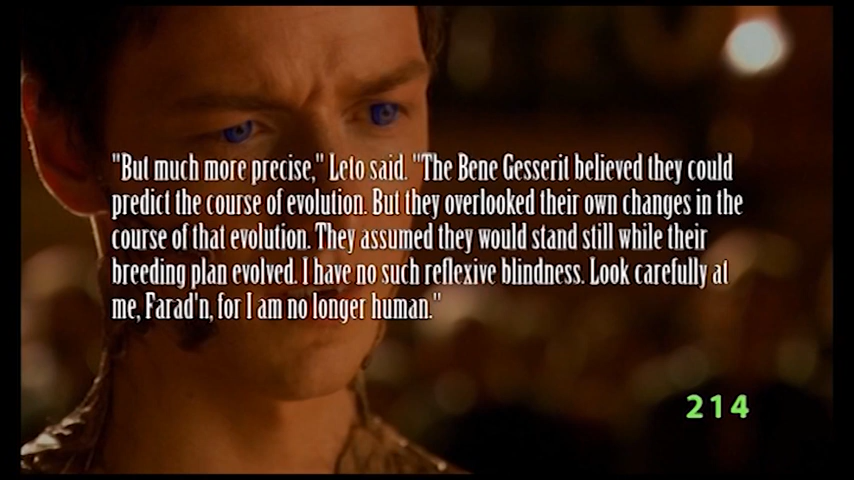 "But much more precise," Leto said. "The Bene Gesserit believed they could
predict the course of evolution. But they overlooked their own changes in the
course of that evolution. They assumed they would stand still while their
breeding plan evolved. I have no such reflexive blindness. Look carefully at
me, Farad'n, for I am no longer human."
214